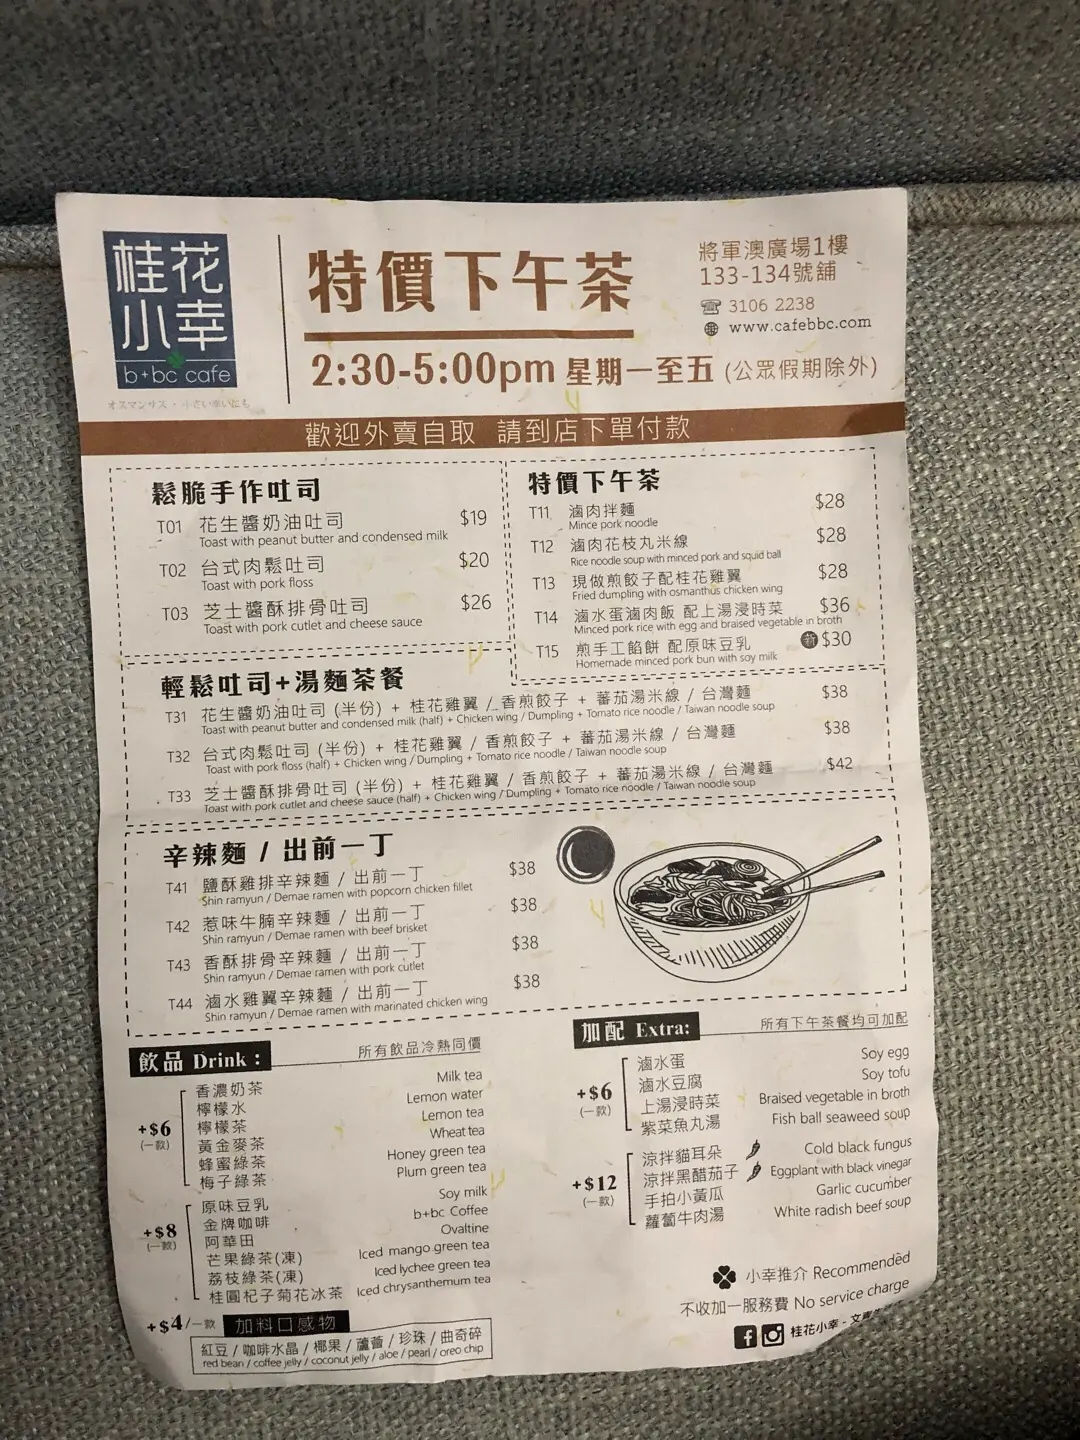 桂花
小幸
b+bc cafe
特價下午茶
2:30-5:00pm 星期一至五 (公眾假期除外)
將軍澳廣場1樓
133-134號舖
3106 2238
www.cafebbc.com
歡迎外賣自取 請到店下單付款
鬆脆手作吐司
T01 花生醬奶油吐司 $19
Toast with peanut butter and condensed milk
T02 台式肉鬆吐司 $20
Toast with pork floss
T03 芝士醬酥排骨吐司 $26
Toast with pork cutlet and cheese sauce
特價下午茶
T11 滷肉拌麵 $28
Mince pork noodle
T12 滷肉花枝丸米線 $28
Rice noodle soup with minced pork and squid ball
T13 現做煎餃子配桂花雞翼 $28
Fried dumpling with osmanthus chicken wing
T14 滷水蛋滷肉飯 配上湯浸時菜 $36
Minced pork rice with egg and braised vegetable in broth
T15 煎手工餡餅 配原味豆乳 $30
Homemade minced pork bun with soy milk
輕鬆吐司+湯麵茶餐
T31 花生醬奶油吐司 (半份) + 桂花雞翼 / 香煎餃子 + 蕃茄湯米線 / 台灣麵 $38
Toast with peanut butter and condensed milk (half) + Chicken wing / Dumpling + Tomato rice noodle / Taiwan noodle soup
T32 台式肉鬆吐司 (半份) + 桂花雞翼 / 香煎餃子 + 蕃茄湯米線 / 台灣麵 $38
Toast with pork floss (half) + Chicken wing / Dumpling + Tomato rice noodle / Taiwan noodle soup
T33 芝士醬酥排骨吐司 (半份) + 桂花雞翼 / 香煎餃子 + 蕃茄湯米線 / 台灣麵 $42
Toast with pork cutlet and cheese sauce (half) + Chicken wing / Dumpling + Tomato rice noodle / Taiwan noodle soup
辛辣麵 / 出前一丁
T41 鹽酥雞排辛辣麵 / 出前一丁 $38
Shin ramyun / Demae ramen with popcorn chicken fillet
T42 惹味牛腩辛辣麵 / 出前一丁 $38
Shin ramyun / Demae ramen with beef brisket
T43 香酥排骨辛辣麵 / 出前一丁 $38
Shin ramyun / Demae ramen with pork cutlet
T44 滷水雞翼辛辣麵 / 出前一丁 $38
Shin ramyun / Demae ramen with marinated chicken wing
飲品 Drink : 所有飲品冷熱同價
+$6
(一款)
香濃奶茶 Milk tea
檸檬水 Lemon water
檸檬茶 Lemon tea
黃金麥茶 Wheat tea
蜂蜜綠茶 Honey green tea
梅子綠茶 Plum green tea
+$8
(一款)
原味豆乳 Soy milk
金牌咖啡 b+bc Coffee
阿華田 Ovaltine
芒果綠茶(凍) Iced mango green tea
荔枝綠茶(凍) Iced lychee green tea
桂圓杞子菊花冰茶 Iced chrysanthemum tea
+$4/一款 加料口感物
紅豆 / 咖啡水晶 / 椰果 / 蘆薈 / 珍珠 / 曲奇碎
red bean / coffee jelly / coconut jelly / aloe / pearl / oreo chip
加配 Extra: 所有下午茶餐均可加配
+$6
(一款)
滷水蛋 Soy egg
滷水豆腐 Soy tofu
上湯浸時菜 Braised vegetable in broth
紫菜魚丸湯 Fish ball seaweed soup
+$12
(一款)
涼拌貓耳朵 Cold black fungus
涼拌黑醋茄子 Eggplant with black vinegar
手拍小黃瓜 Garlic cucumber
蘿蔔牛肉湯 White radish beef soup
小幸推介 Recommended
不收加一服務費 No service charge
桂花小幸 - 文青